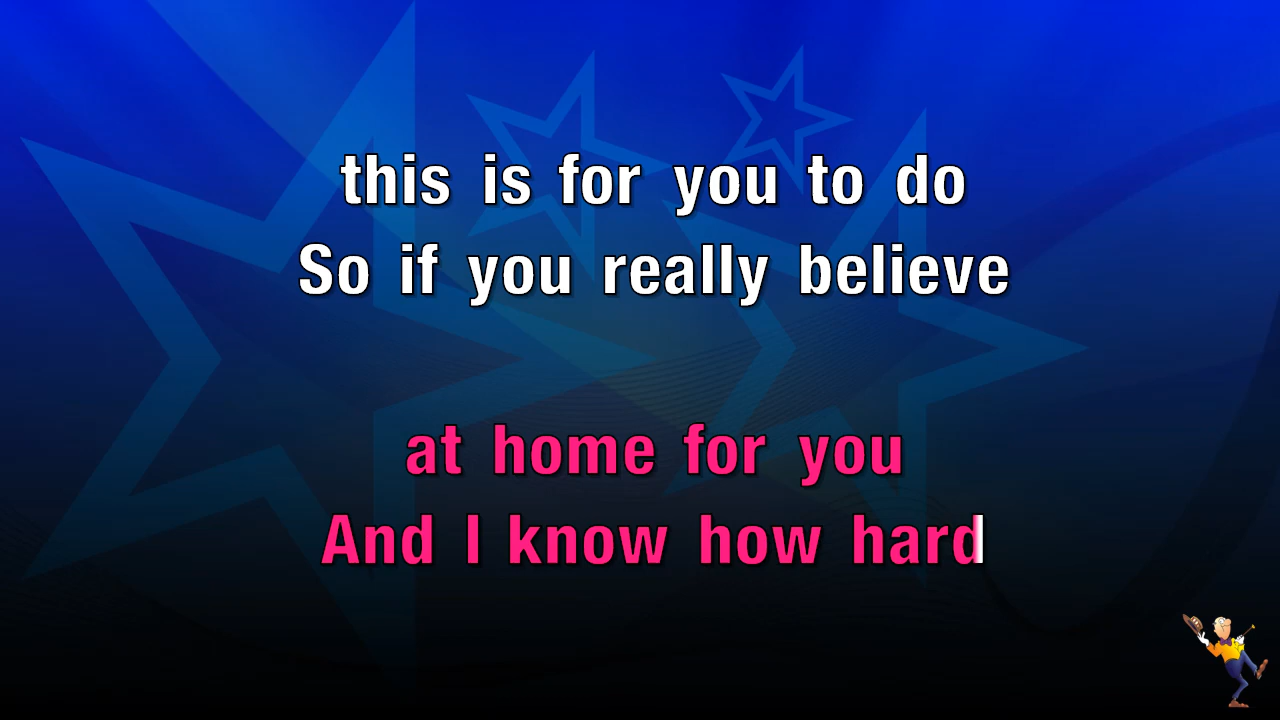 this is for you to do
So if you really believe
at home for you
And I know how hard